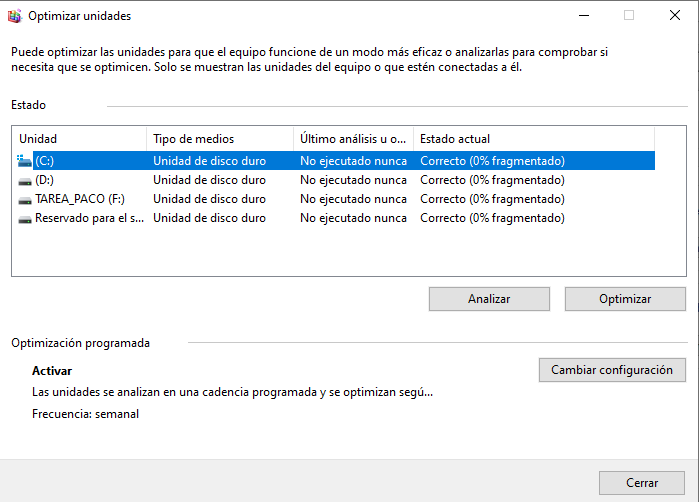 Optimizar unidades
Puede optimizar las unidades para que el equipo funcione de un modo más eficaz o analizarlas para comprobar si
necesita que se optimicen. Solo se muestran las unidades del equipo o que estén conectadas a él.
Estado
Unidad Tipo de medios Último análisis u o... Estado actual
(C:) Unidad de disco duro No ejecutado nunca Correcto (0% fragmentado)
(D:) Unidad de disco duro No ejecutado nunca Correcto (0% fragmentado)
TAREA_PACO (F:) Unidad de disco duro No ejecutado nunca Correcto (0% fragmentado)
Reservado para el s... Unidad de disco duro No ejecutado nunca Correcto (0% fragmentado)
Analizar Optimizar
Optimización programada
Activar
Cambiar configuración
Las unidades se analizan en una cadencia programada y se optimizan segú...
Frecuencia: semanal
Cerrar